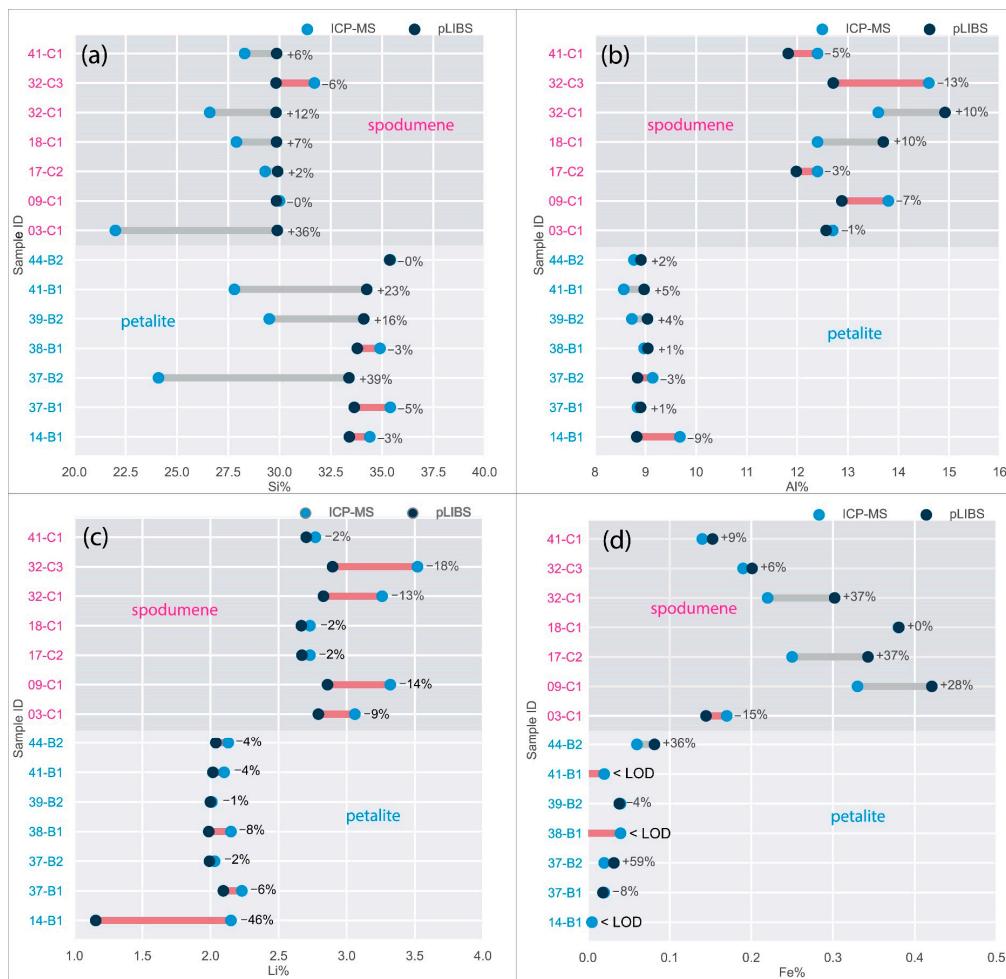 ICP-MS pLIBS
(a)
41-C1 +6%
32-C3 −6%
32-C1 +12%
spodumene
18-C1 +7%
17-C2 +2%
09-C1 −0%
03-C1 +36%
Sample ID
44-B2 −0%
41-B1 +23%
39-B2 +16%
petalite
38-B1 −3%
37-B2 +39%
37-B1 −5%
14-B1 −3%
20.0 22.5 25.0 27.5 30.0 32.5 35.0 37.5 40.0
Si%
ICP-MS pLIBS
(b)
41-C1 −5%
32-C3 −13%
32-C1 +10%
spodumene
18-C1 +10%
17-C2 −3%
09-C1 −7%
03-C1 −1%
Sample ID
44-B2 +2%
41-B1 +5%
39-B2 +4%
petalite
38-B1 +1%
37-B2 −3%
37-B1 +1%
14-B1 −9%
8 9 10 11 12 13 14 15 16
Al%
ICP-MS pLIBS
(c)
41-C1 −2%
32-C3 −18%
32-C1 −13%
spodumene
18-C1 −2%
17-C2 −2%
09-C1 −14%
03-C1 −9%
Sample ID
44-B2 −4%
41-B1 −4%
39-B2 −1%
petalite
38-B1 −8%
37-B2 −2%
37-B1 −6%
14-B1 −46%
1.0 1.5 2.0 2.5 3.0 3.5 4.0
Li%
ICP-MS pLIBS
(d)
41-C1 +9%
32-C3 +6%
32-C1 +37%
spodumene
18-C1 +0%
17-C2 +37%
09-C1 +28%
03-C1 −15%
Sample ID
44-B2 +36%
41-B1 < LOD
39-B2 −4%
petalite
38-B1 < LOD
37-B2 +59%
37-B1 −8%
14-B1 < LOD
0.0 0.1 0.2 0.3 0.4 0.5
Fe%